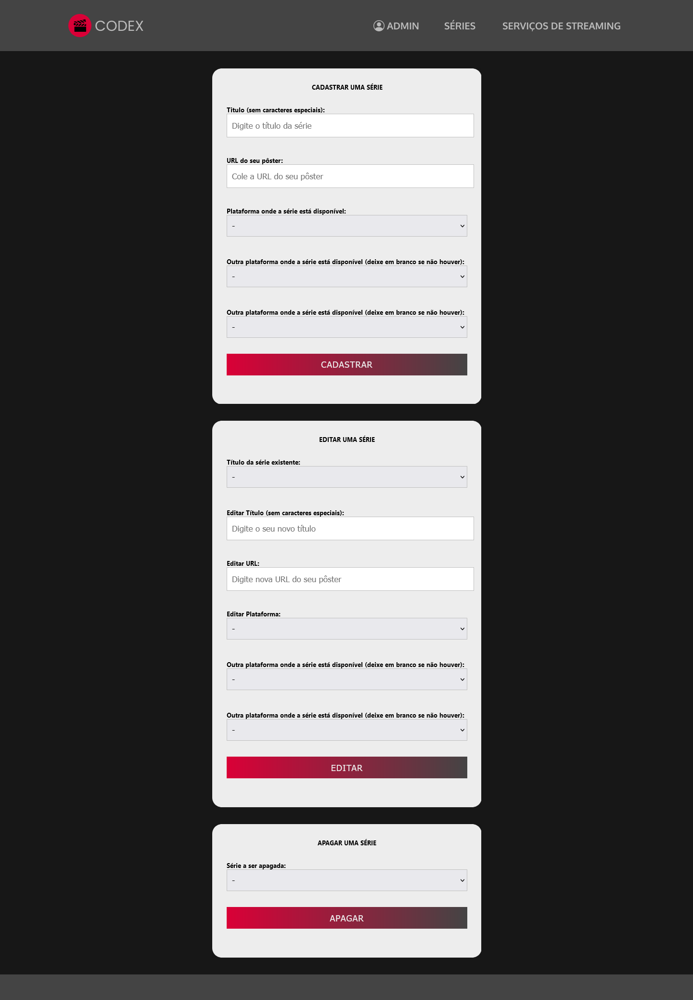 CODEX
ADMIN SÉRIES SERVIÇOS DE STREAMING
CADASTRAR UMA SÉRIE
Titulo (sem caracteres especiais):
Digite o título da série
URL do seu pôster:
Cole a URL do seu pôster
Plataforma onde a série está disponível:
-
Outra plataforma onde a série está disponível (deixe em branco se não houver):
-
Outra plataforma onde a série está disponível (deixe em branco se não houver):
-
CADASTRAR
EDITAR UMA SÉRIE
Título da série existente:
-
Editar Título (sem caracteres especiais):
Digite o seu novo título
Editar URL:
Digite nova URL do seu pôster
Editar Plataforma:
-
Outra plataforma onde a série está disponível (deixe em branco se não houver):
-
Outra plataforma onde a série está disponível (deixe em branco se não houver):
-
EDITAR
APAGAR UMA SÉRIE
Série a ser apagada:
-
APAGAR